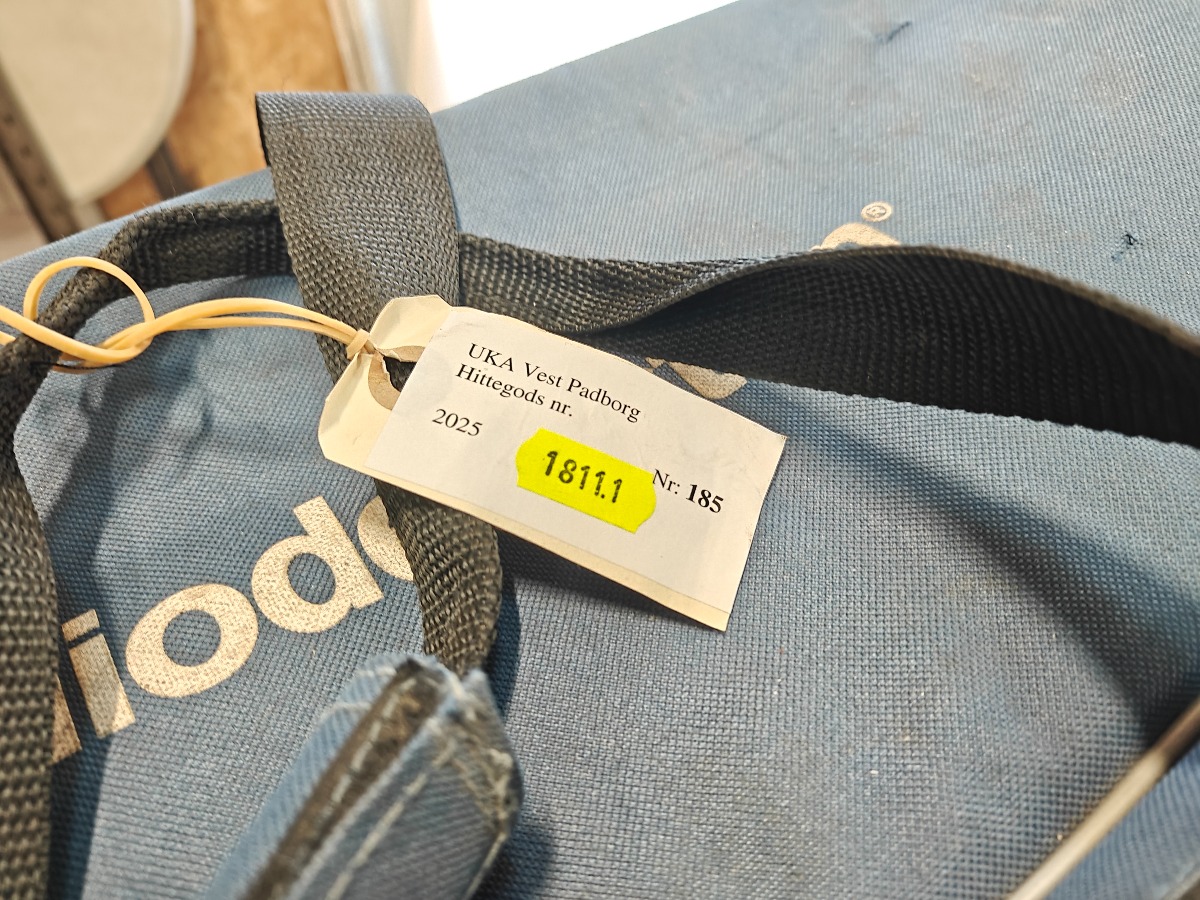 UKA Vest Padborg
Hittegods nr.
2025
1811.1
Nr: 185
®